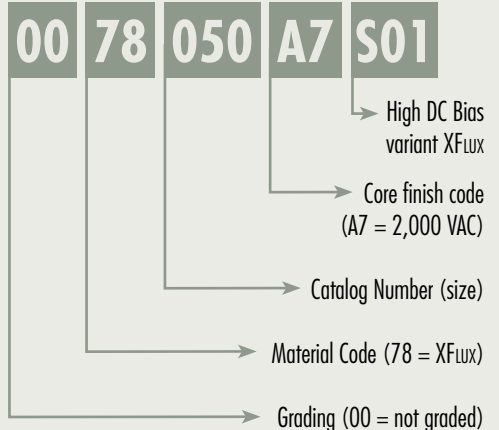 00 78 050 A7 S01
High DC Bias
variant XFLUX
Core finish code
(A7 = 2,000 VAC)
Catalog Number (size)
Material Code (78 = XFLUX)
Grading (00 = not graded)